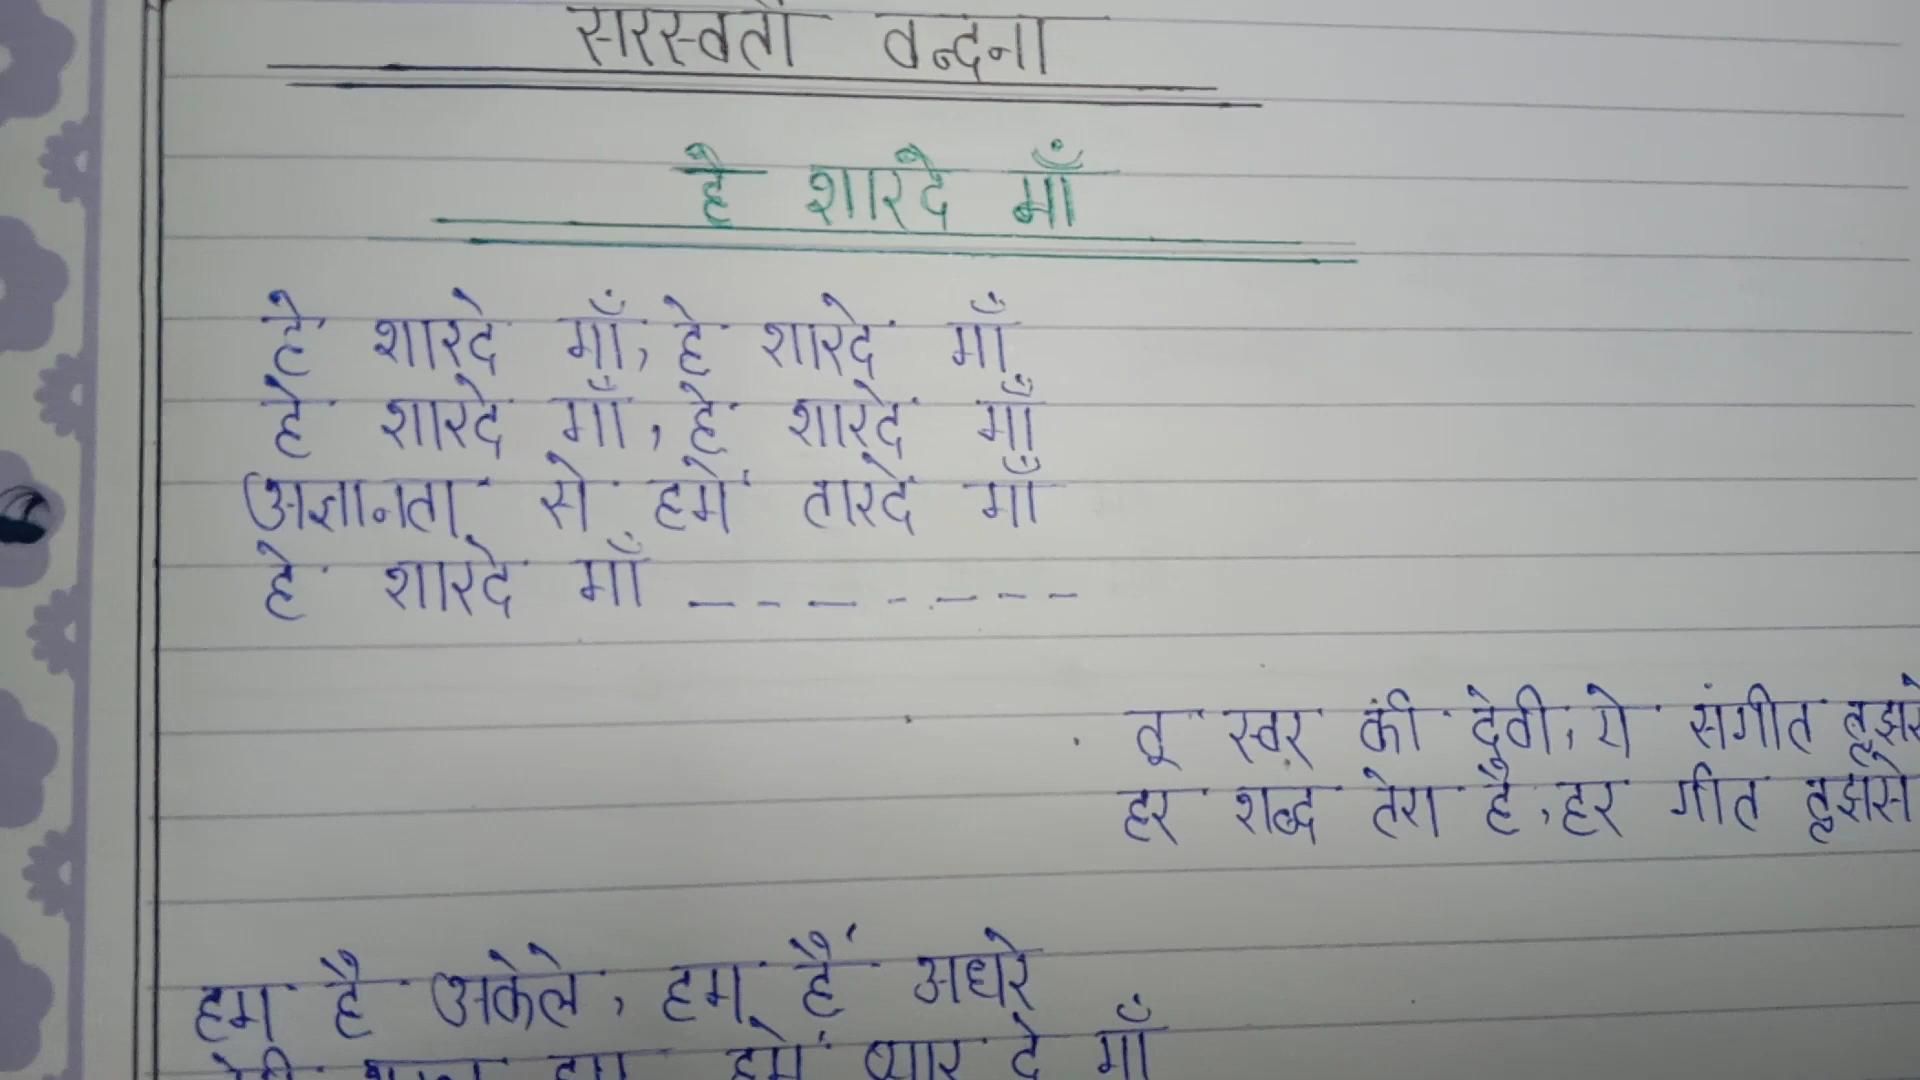 सरस्वती वन्दना
हे शारदे माँ
हे शारदे माँ, हे शारदे माँ
हे शारदे माँ, हे शारदे माँ
अज्ञानता से हमें तारदे माँ
हे शारदे माँ _ _ _ _ _ _ _
तू स्वर की देवी, ये संगीत तुझसे
हर शब्द तेरा है, हर गीत तुझसे
हम है अकेले, हम हैं अधरे
हमें प्यार दे माँ